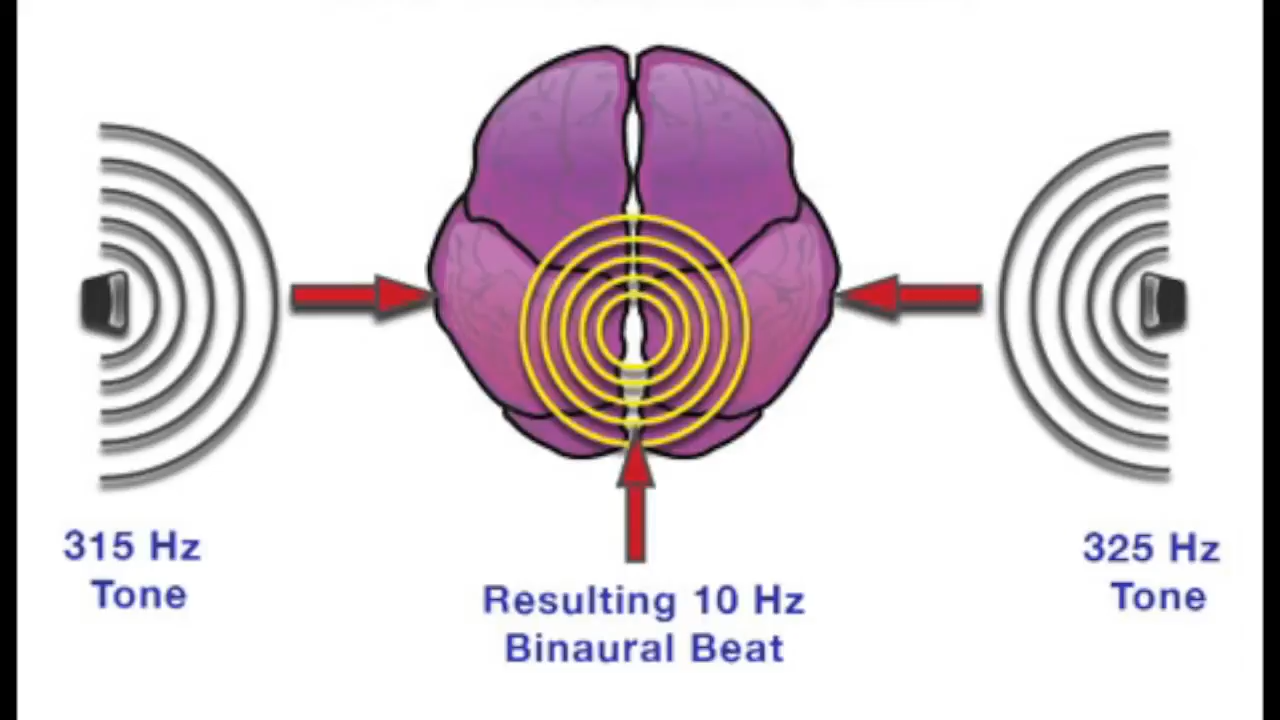 315 Hz
Tone
Resulting 10 Hz
Binaural Beat
325 Hz
Tone